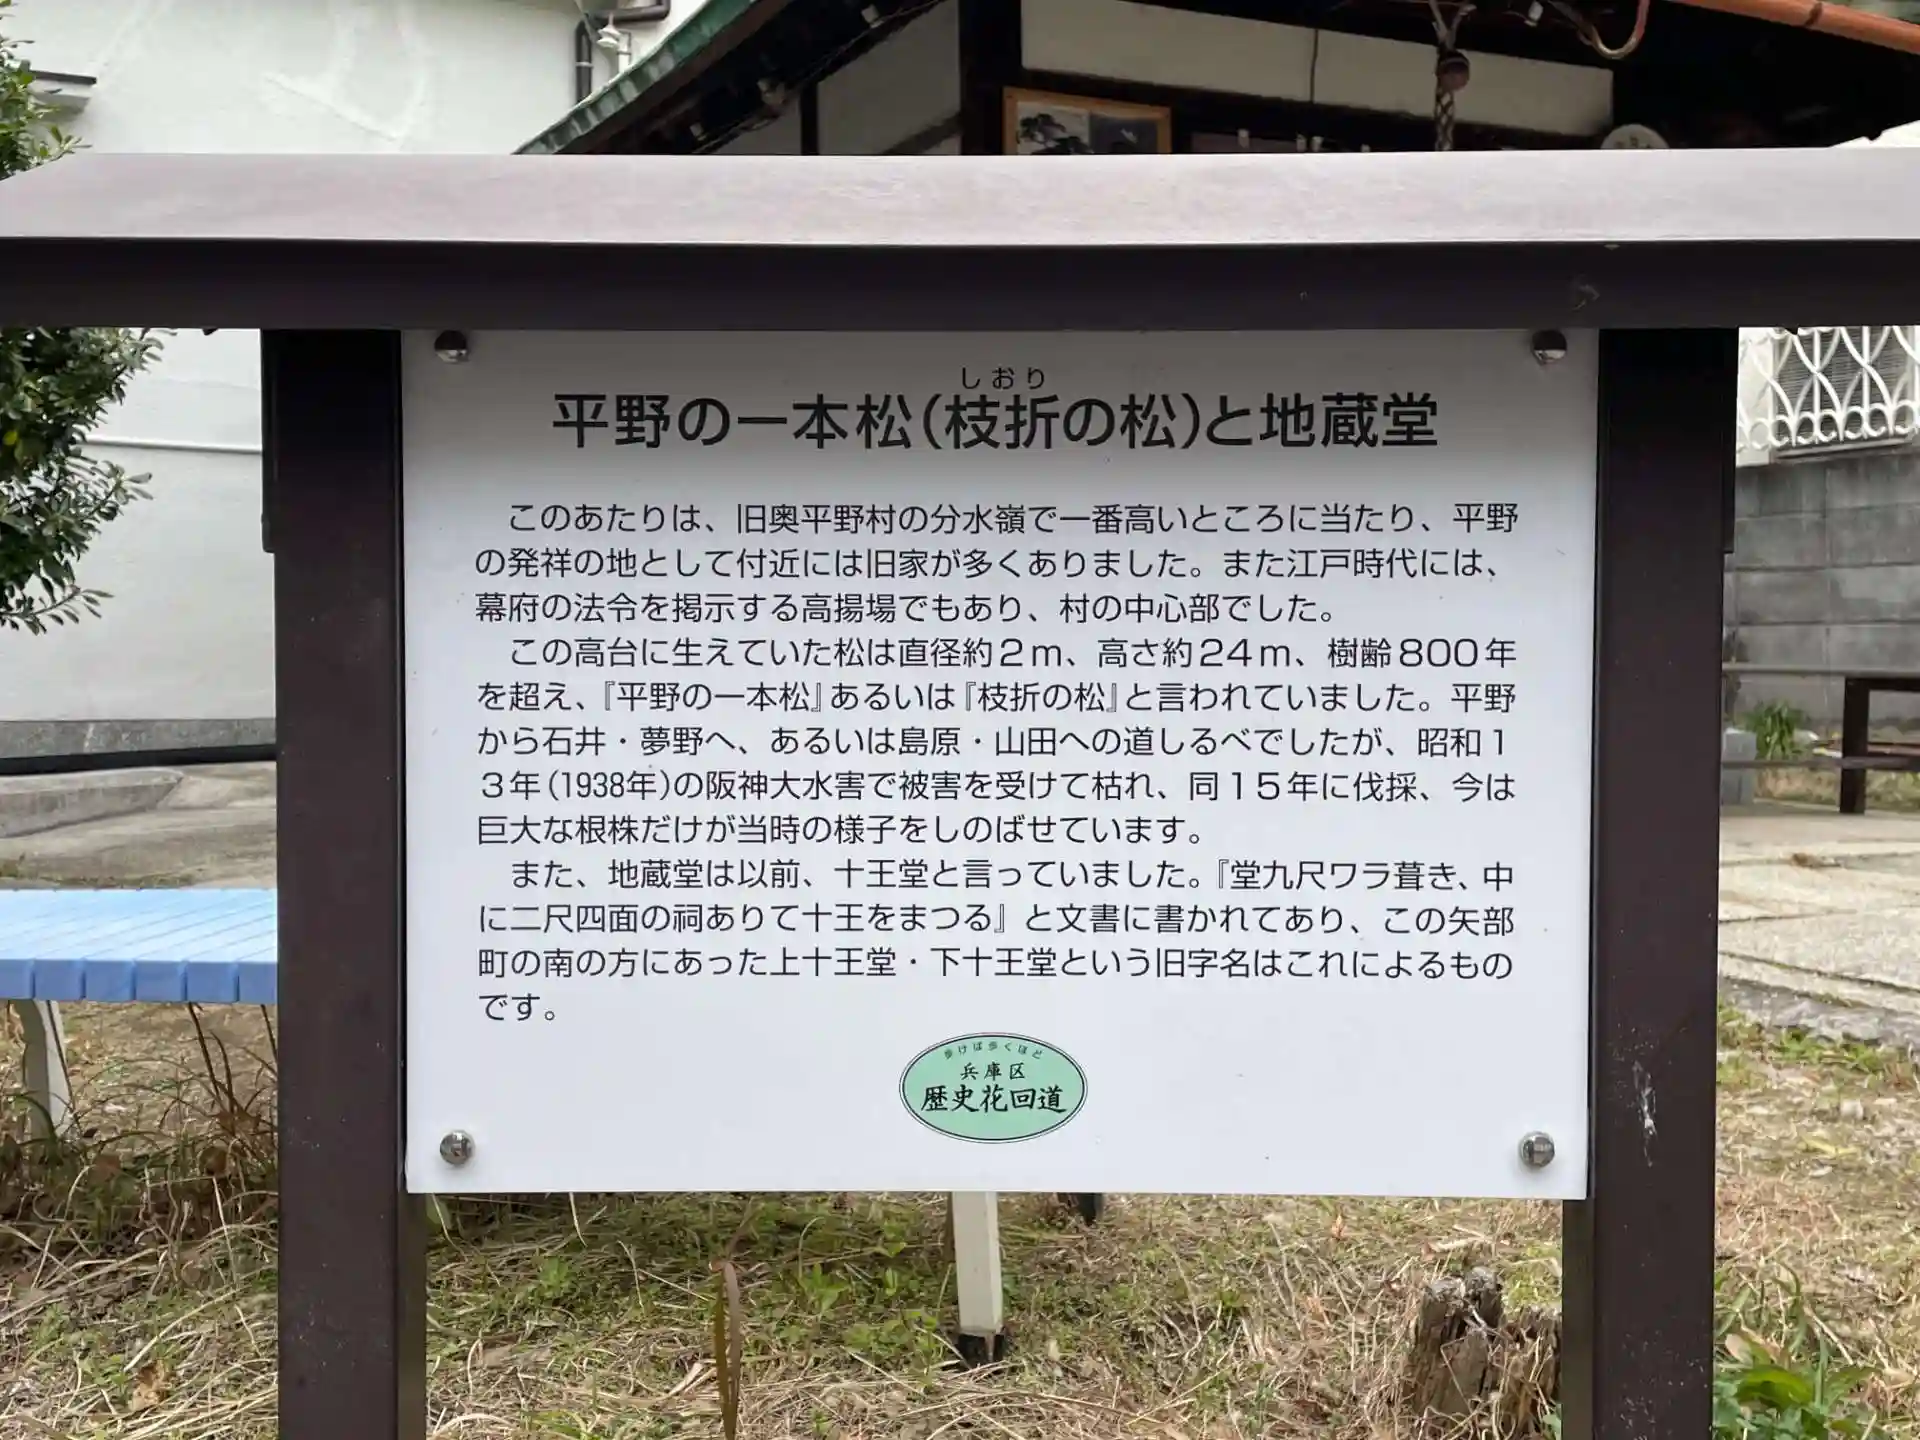 しおり
平野の一本松(枝折の松)と地蔵堂
このあたりは、旧奥平野村の分水嶺で一番高いところに当たり、平野
の発祥の地として付近には旧家が多くありました。また江戸時代には、
幕府の法令を掲示する高揚場でもあり、村の中心部でした。
この高台に生えていた松は直径約2m、高さ約24m、樹齢800年
を超え、『平野の一本松』あるいは『枝折の松』と言われていました。平野
から石井・夢野へ、あるいは島原・山田への道しるべでしたが、昭和1
3年(1938年)の阪神大水害で被害を受けて枯れ、同15年に伐採、今は
巨大な根株だけが当時の様子をしのばせています。
また、地蔵堂は以前、十王堂と言っていました。『堂九尺ワラ葺き、中
に二尺四面の祠ありて十王をまつる』と文書に書かれてあり、この矢部
町の南の方にあった上十王堂・下十王堂という旧字名はこれによるもの
です。
歩けば歩くほど
兵庫区
歴史花回道